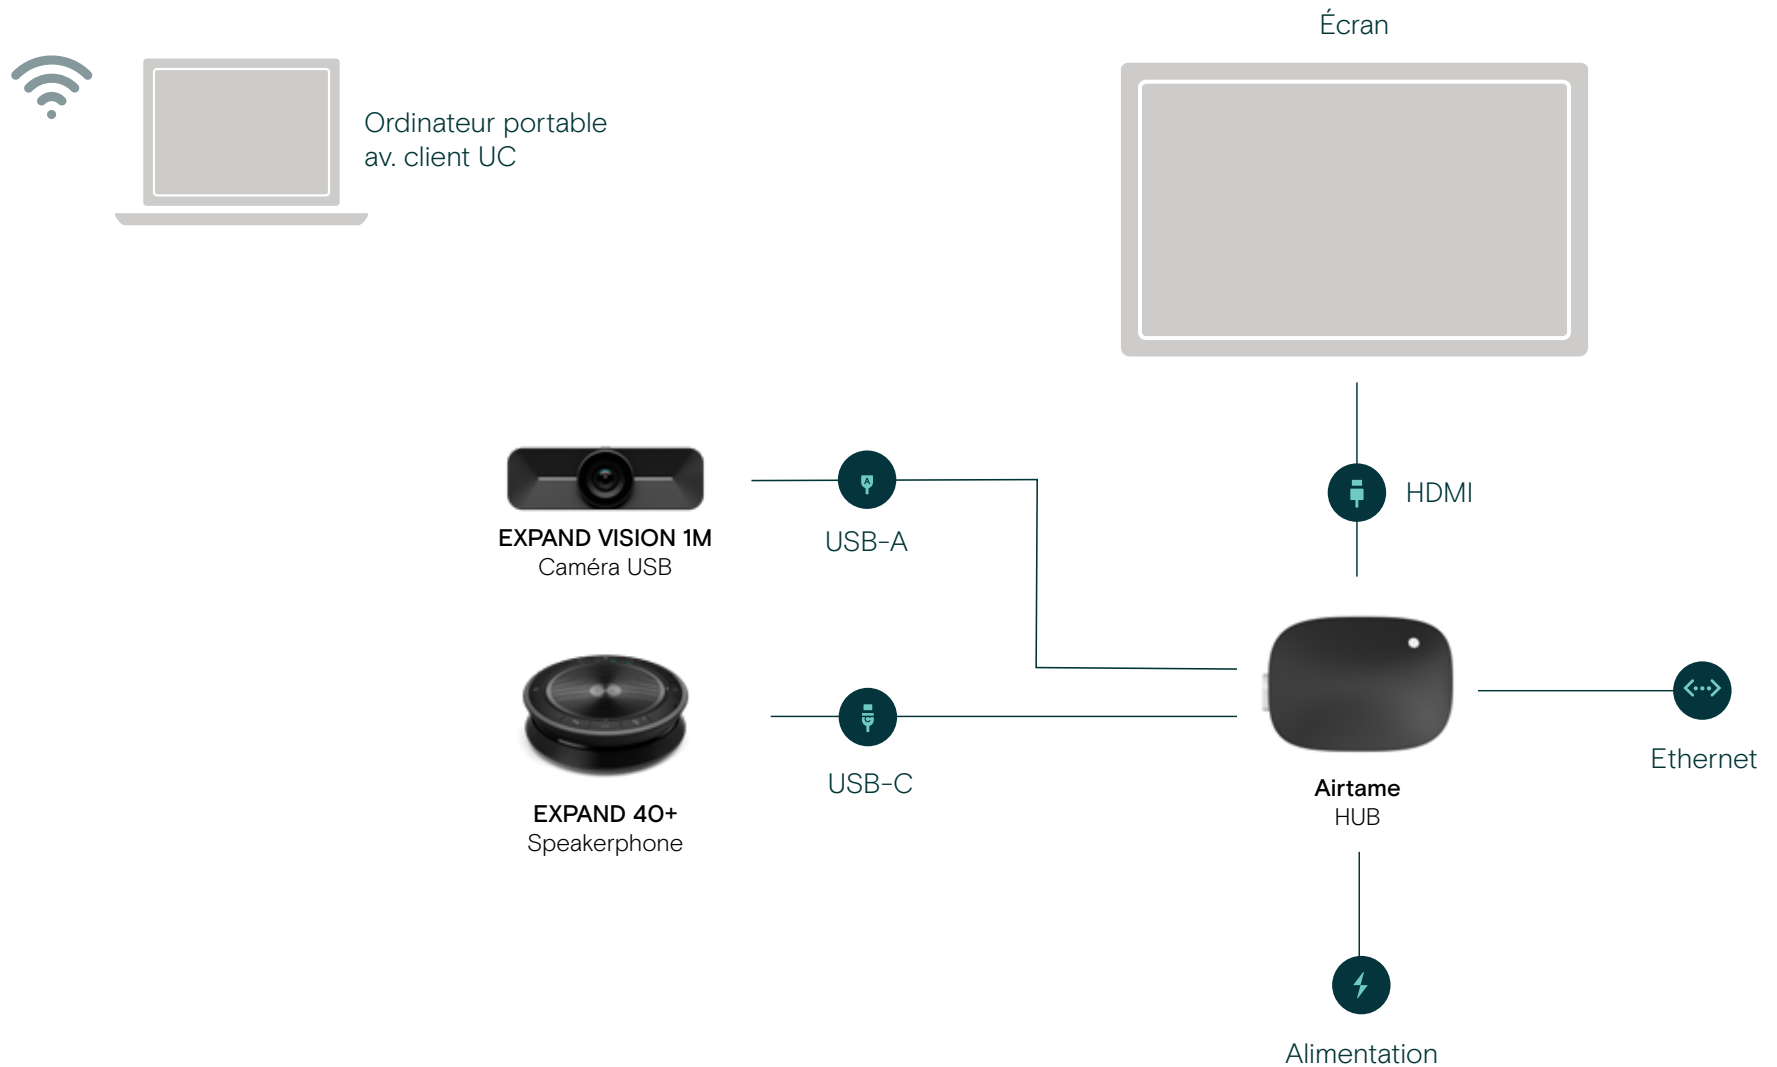 Écran
Ordinateur portable
av. client UC
HDMI
USB-A
EXPAND VISION 1M
Caméra USB
USB-C
Ethernet
Airtame
HUB
EXPAND 40+
Speakerphone
Alimentation